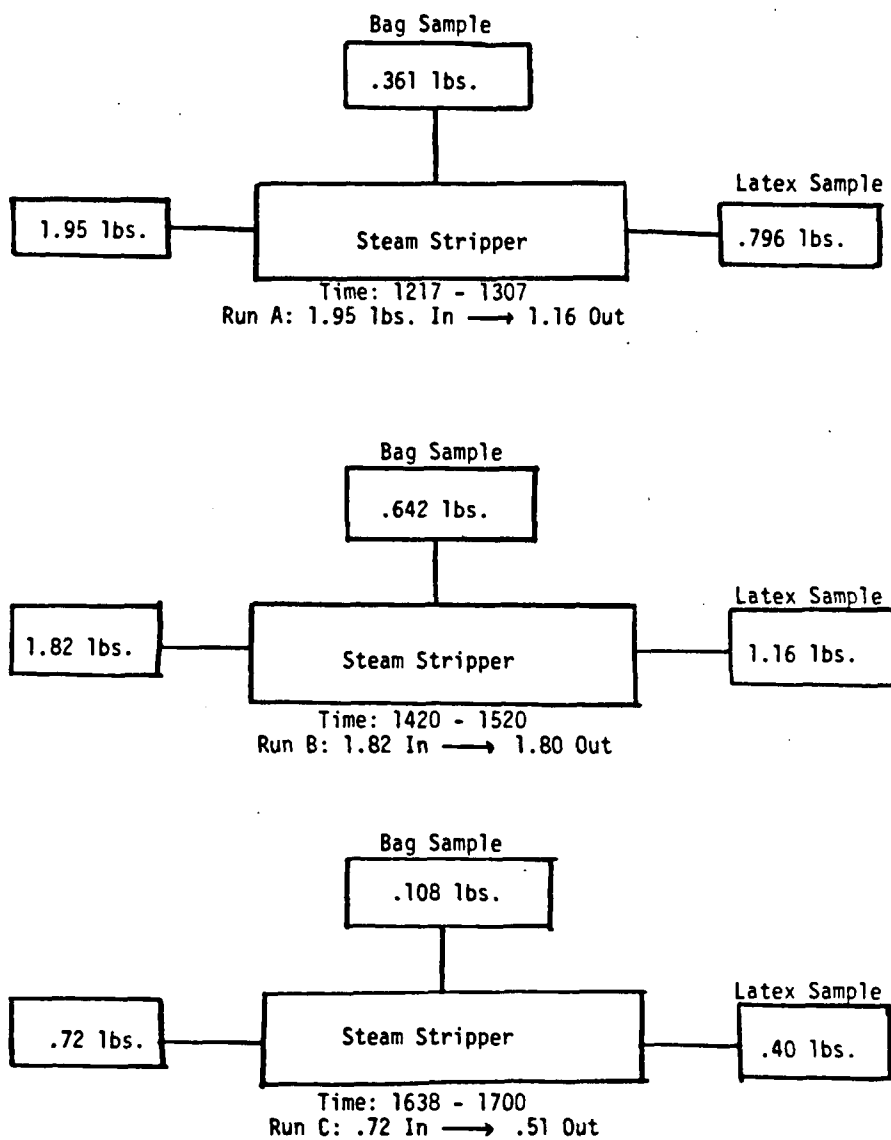 Bag Sample
.361 lbs.
Latex Sample
1.95 lbs.
Steam Stripper
.796 lbs.
Time: 1217 - 1307
Run A: 1.95 lbs. In ⟶ 1.16 Out
Bag Sample
.642 lbs.
Latex Sample
1.82 lbs.
Steam Stripper
1.16 lbs.
Time: 1420 - 1520
Run B: 1.82 In ⟶ 1.80 Out
Bag Sample
.108 lbs.
Latex Sample
.72 lbs.
Steam Stripper
.40 lbs.
Time: 1638 - 1700
Run C: .72 In ⟶ .51 Out